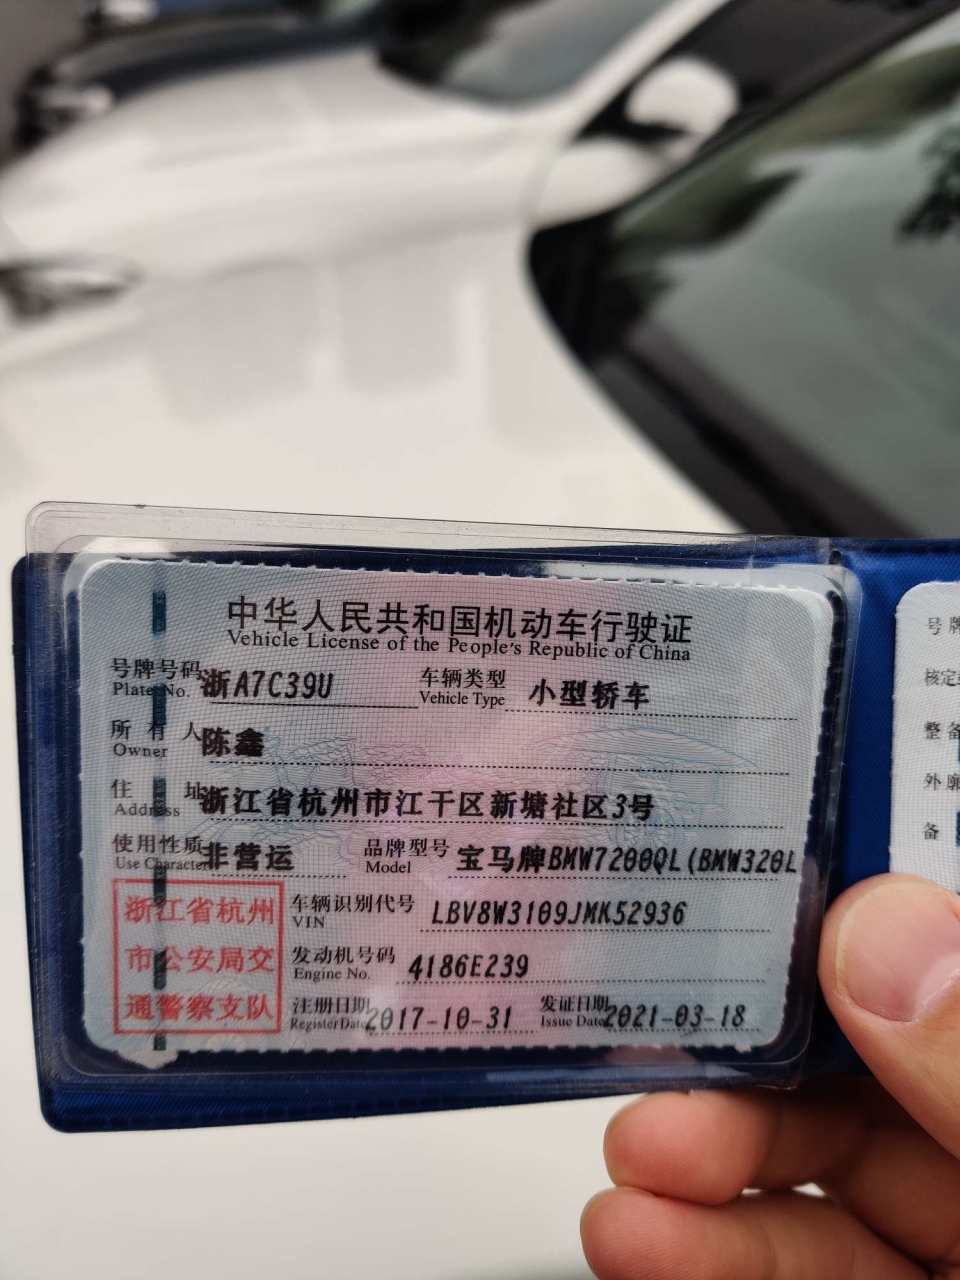 中华人民共和国机动车行驶证
Vehicle License of the People's Republic of China
号牌号码 浙A7C39U 车辆类型 小型轿车
Plate No. Vehicle Type
所有人 陈鑫
Owner
住址 浙江省杭州市江干区新塘社区3号
Address
使用性质 非营运 品牌型号 宝马牌BMW7200QL(BMW320L
Use Character Model
浙江省杭州
市公安局交
通警察支队
车辆识别代号 LBV8W3109JMK52936
VIN
发动机号码 4186E239
Engine No.
注册日期 2017-10-31 发证日期 2021-03-18
Register Date Issue Date
号牌
核定
整备
外廓
备